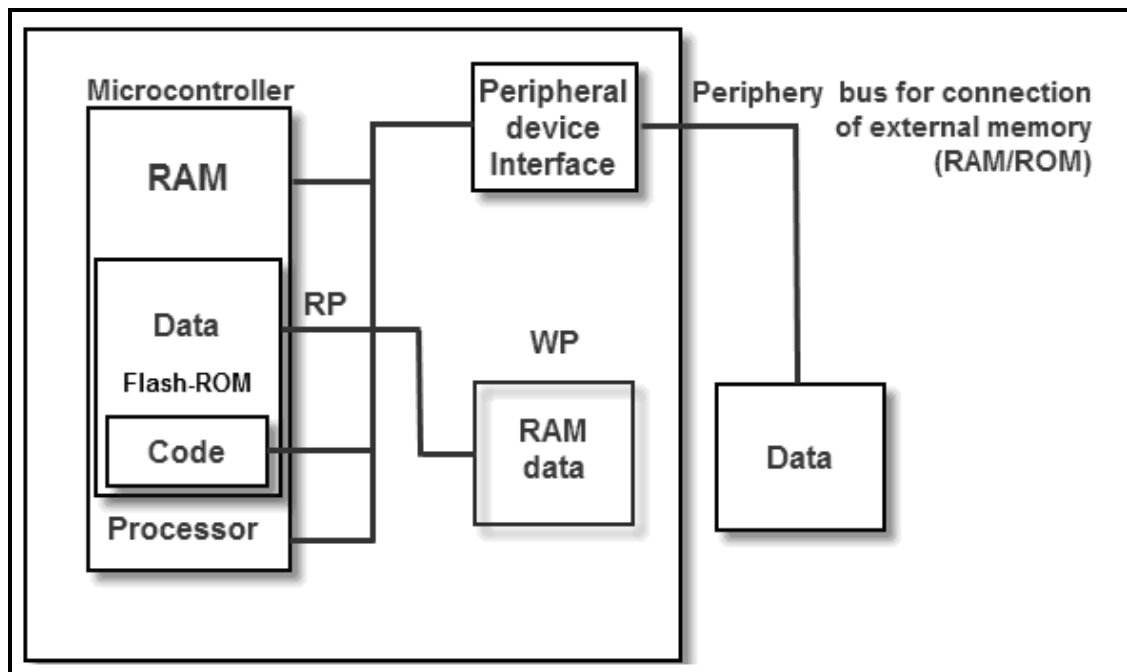 Microcontroller
RAM
Data
Flash-ROM
Code
Processor
RP
Peripheral
device
Interface
WP
RAM
data
Periphery bus for connection
of external memory
(RAM/ROM)
Data